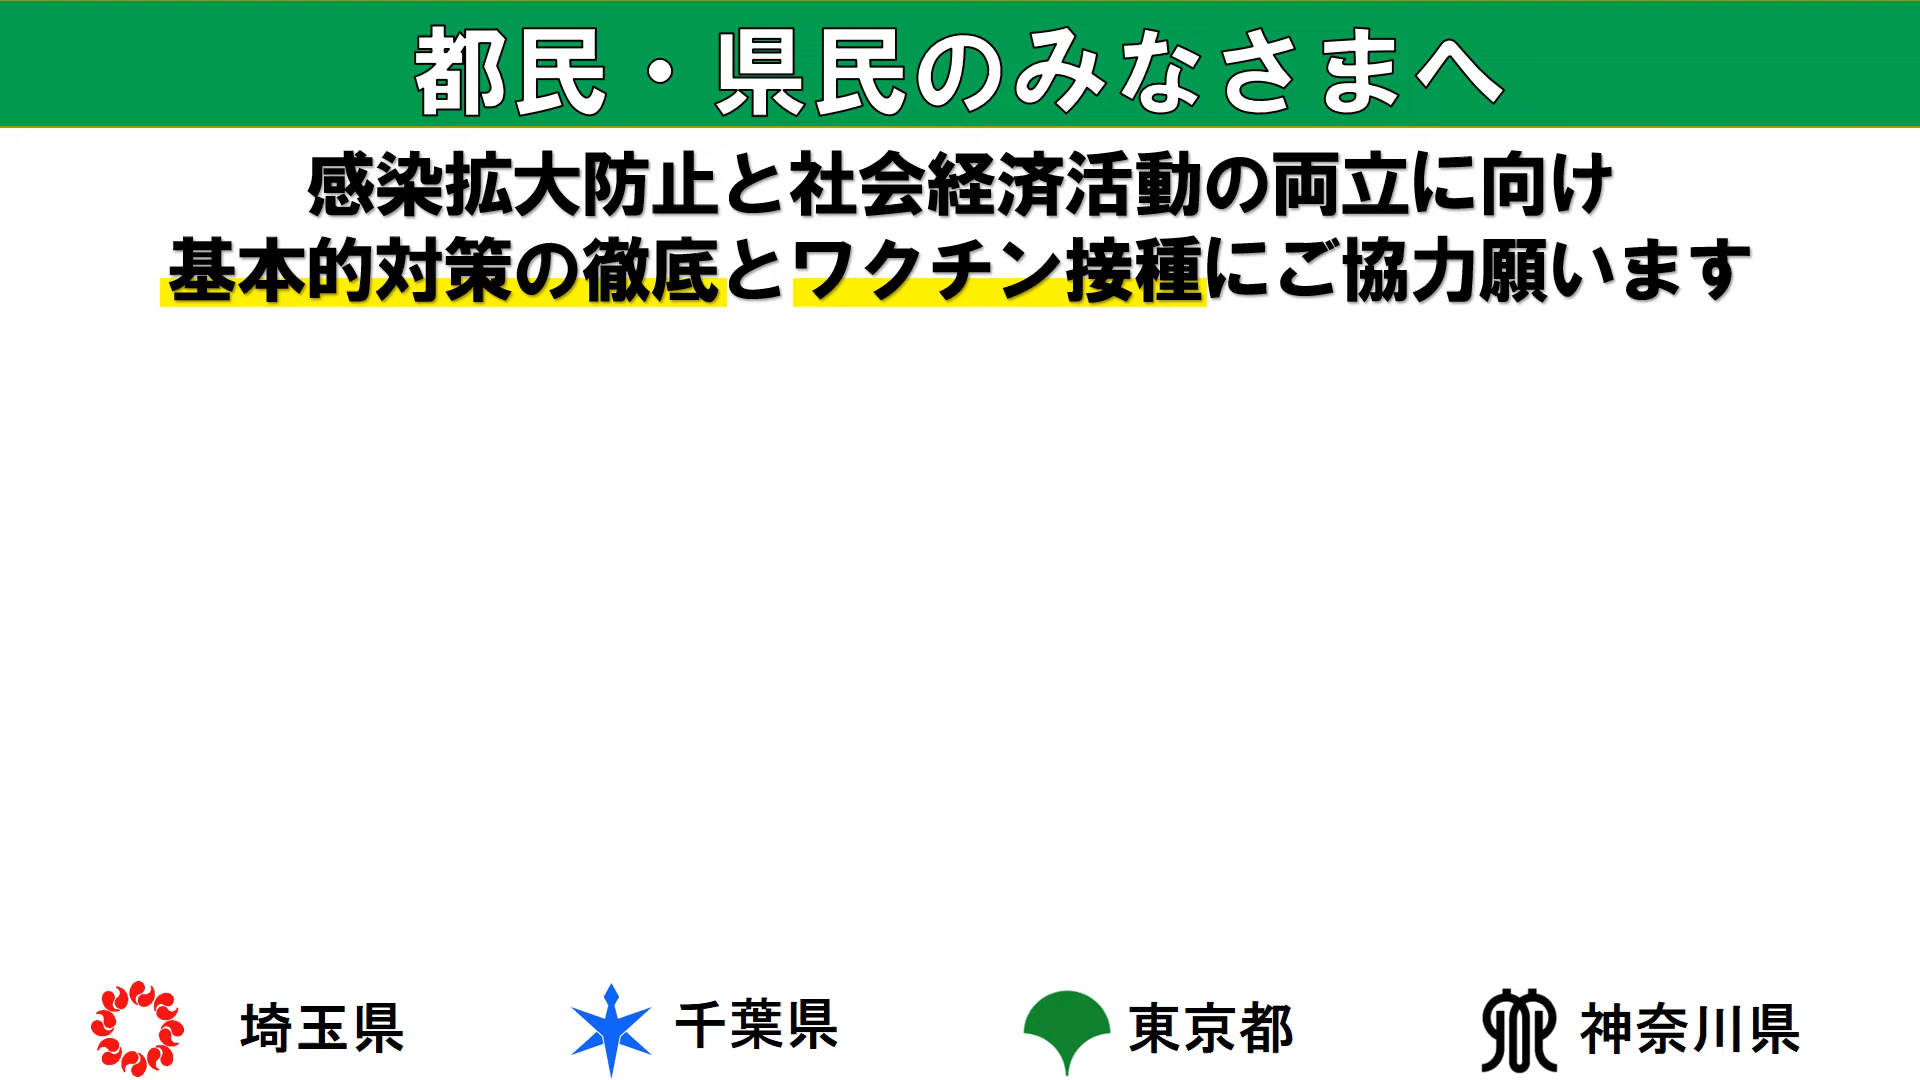 都民・県民のみなさまへ
感染拡大防止と社会経済活動の両立に向け
基本的対策の徹底とワクチン接種にご協力願います
埼玉県 千葉県 東京都 神奈川県